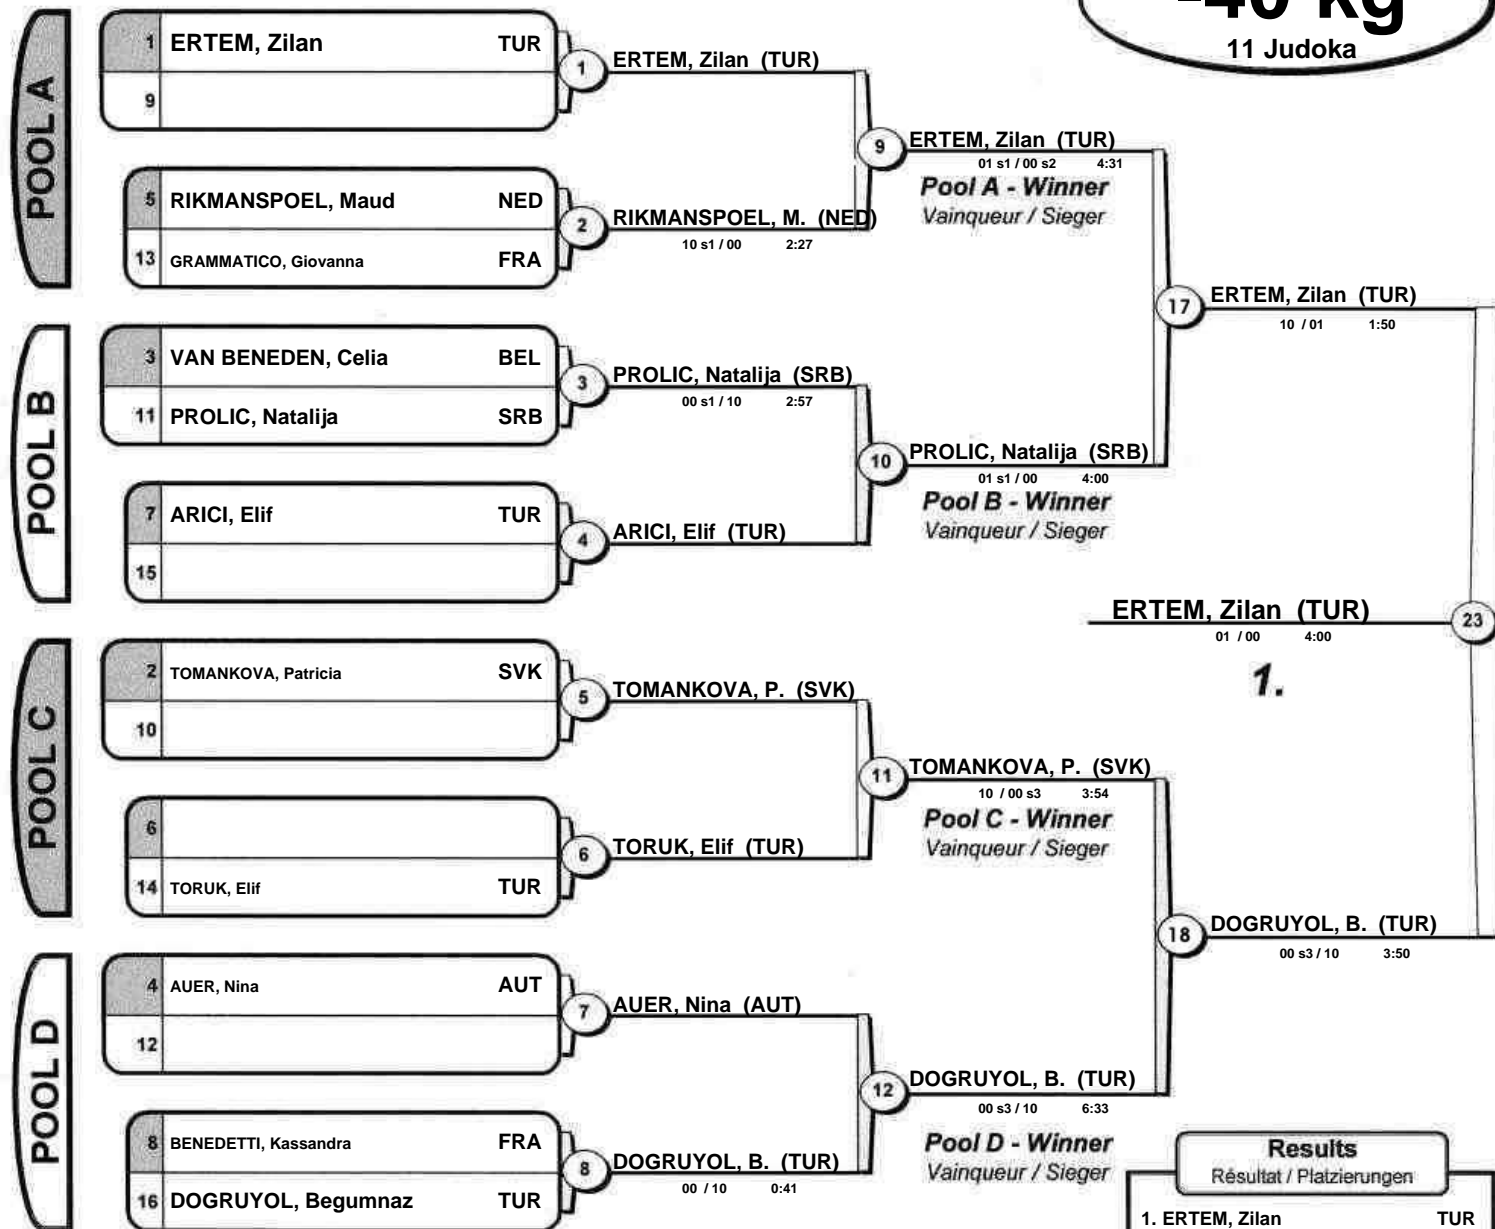 -40 kg
11 Judoka
POOL A
1 ERTEM, Zilan TUR
9
1
ERTEM, Zilan (TUR)
5 RIKMANSPOEL, Maud NED
13 GRAMMATICO, Giovanna FRA
2
RIKMANSPOEL, M. (NED)
10 s1 / 00 2:27
9
ERTEM, Zilan (TUR)
01 s1 / 00 s2 4:31
Pool A - Winner
Vainqueur / Sieger
POOL B
3 VAN BENEDEN, Celia BEL
11 PROLIC, Natalija SRB
3
PROLIC, Natalija (SRB)
00 s1 / 10 2:57
7 ARICI, Elif TUR
15
4
ARICI, Elif (TUR)
10
PROLIC, Natalija (SRB)
01 s1 / 00 4:00
Pool B - Winner
Vainqueur / Sieger
17
ERTEM, Zilan (TUR)
10 / 01 1:50
ERTEM, Zilan (TUR)
01 / 00 4:00
23
1.
POOL C
2 TOMANKOVA, Patricia SVK
10
5
TOMANKOVA, P. (SVK)
6
14 TORUK, Elif TUR
6
TORUK, Elif (TUR)
11
TOMANKOVA, P. (SVK)
10 / 00 s3 3:54
Pool C - Winner
Vainqueur / Sieger
POOL D
4 AUER, Nina AUT
12
7
AUER, Nina (AUT)
8 BENEDETTI, Kassandra FRA
16 DOGRUYOL, Begumnaz TUR
8
DOGRUYOL, B. (TUR)
00 / 10 0:41
12
DOGRUYOL, B. (TUR)
00 s3 / 10 6:33
Pool D - Winner
Vainqueur / Sieger
18
DOGRUYOL, B. (TUR)
00 s3 / 10 3:50
Results
Résultat / Platzierungen
1. ERTEM, Zilan TUR